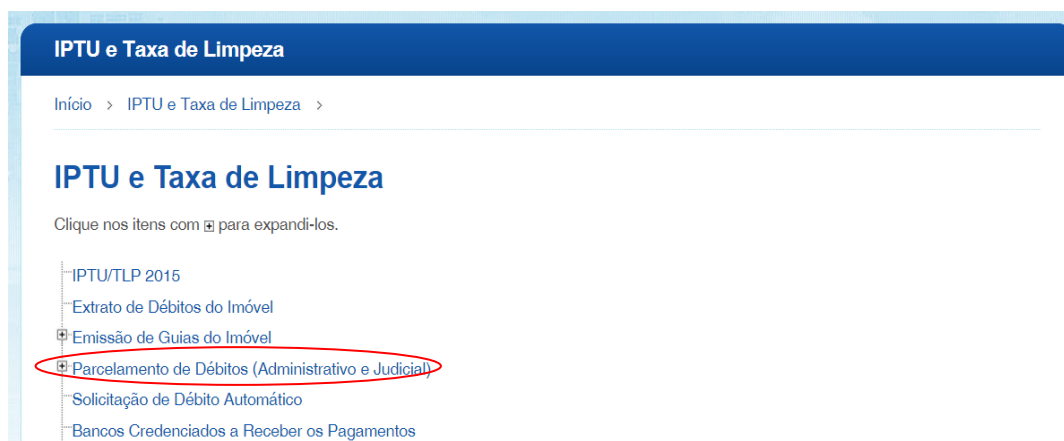 IPTU e Taxa de Limpeza
Início > IPTU e Taxa de Limpeza >
IPTU e Taxa de Limpeza
Clique nos itens com + para expandi-los.
IPTU/TLP 2015
Extrato de Débitos do Imóvel
+ Emissão de Guias do Imóvel
+ Parcelamento de Débitos (Administrativo e Judicial)
Solicitação de Débito Automático
Bancos Credenciados a Receber os Pagamentos